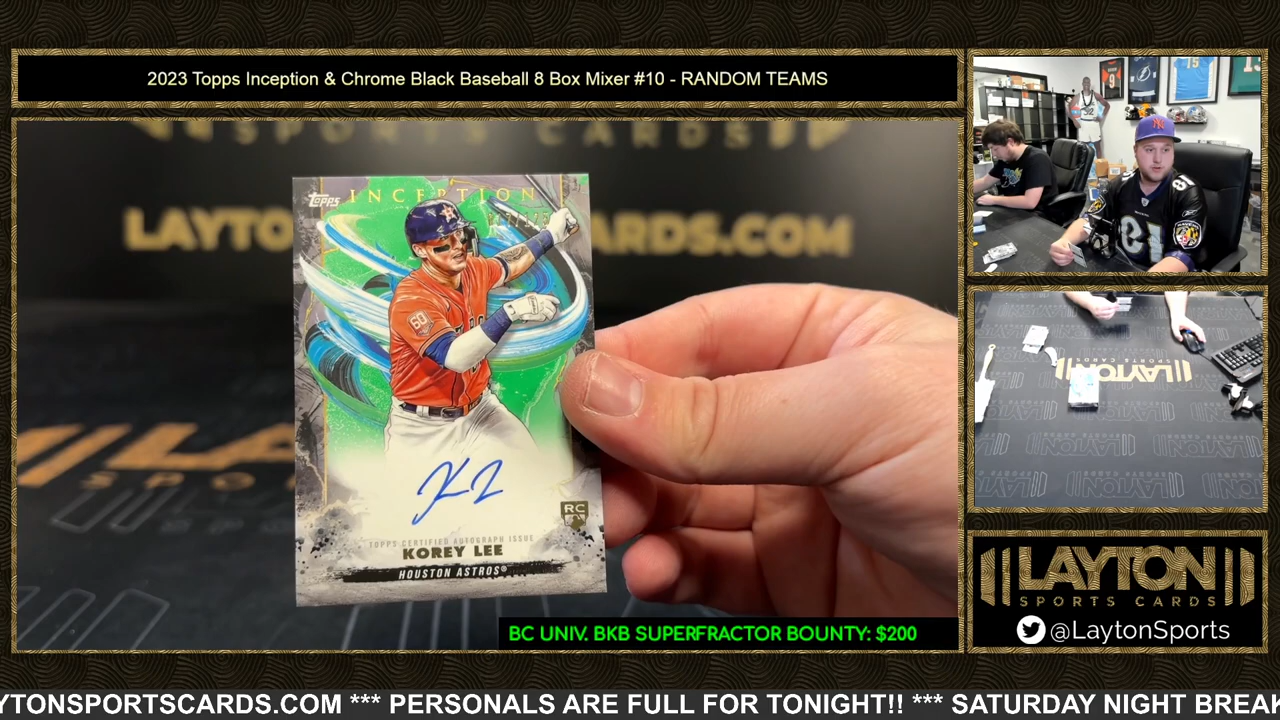 2023 Topps Inception & Chrome Black Baseball 8 Box Mixer #10 - RANDOM TEAMS
LAYTO
CARDS.COM
TOPPS
INCEPTION
60
TOPPS CERTIFIED AUTOGRAPH ISSUE
RC
KOREY LEE
HOUSTON ASTROS®
BC UNIV. BKB SUPERFRACTOR BOUNTY: $200
LAYTON
LAYTON
SPORTS CARDS
@LaytonSports
YTONSPORTSCARDS.COM *** PERSONALS ARE FULL FOR TONIGHT!! *** SATURDAY NIGHT BREAK